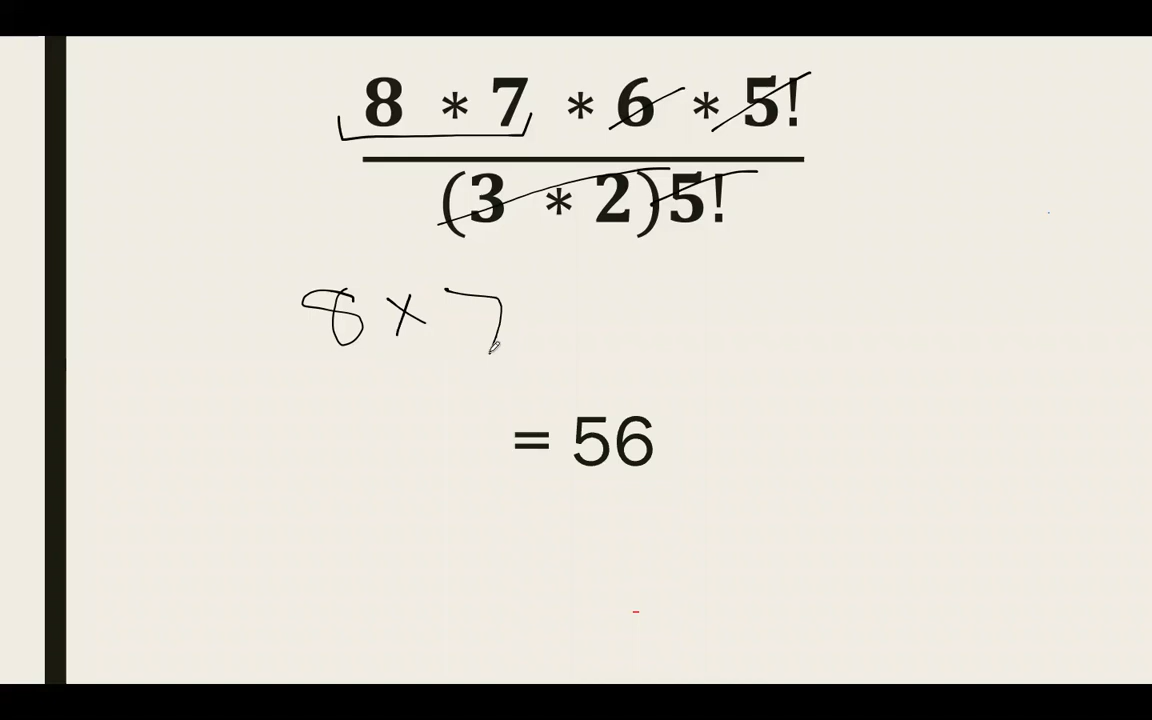 8 * 7 * 6 * 5!
(3 * 2)5!
8 × 7
= 56